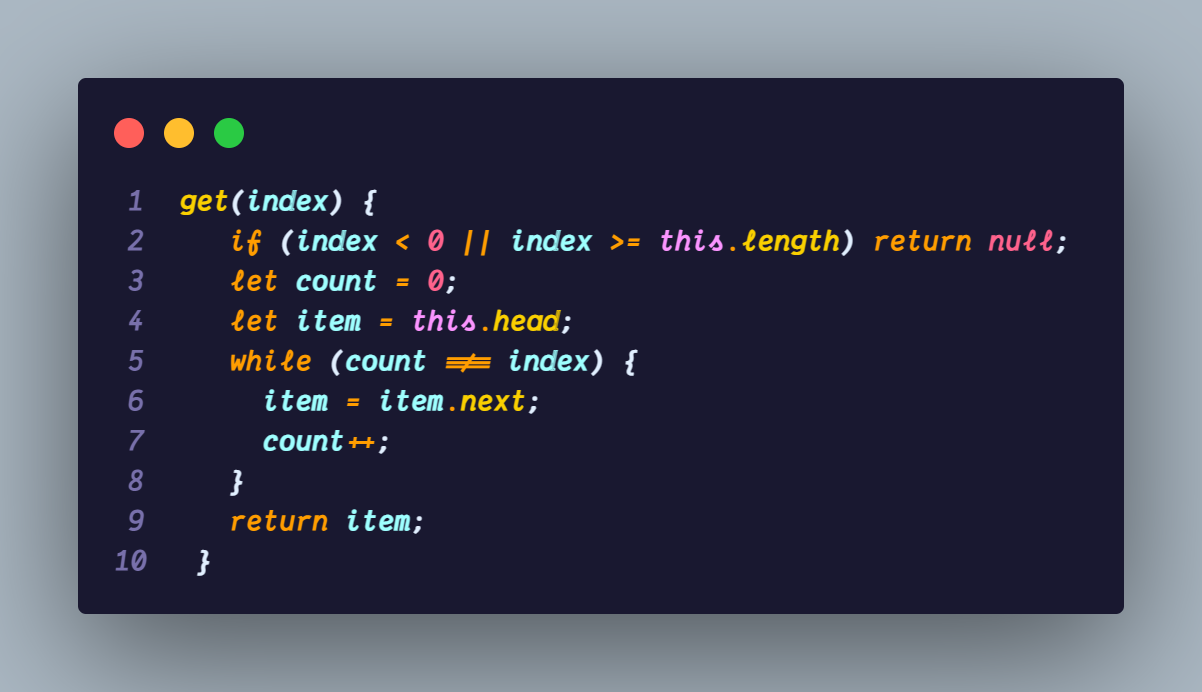 1 get(index) {
2 if (index < 0 || index >= this.length) return null;
3 let count = 0;
4 let item = this.head;
5 while (count !== index) {
6 item = item.next;
7 count++;
8 }
9 return item;
10 }